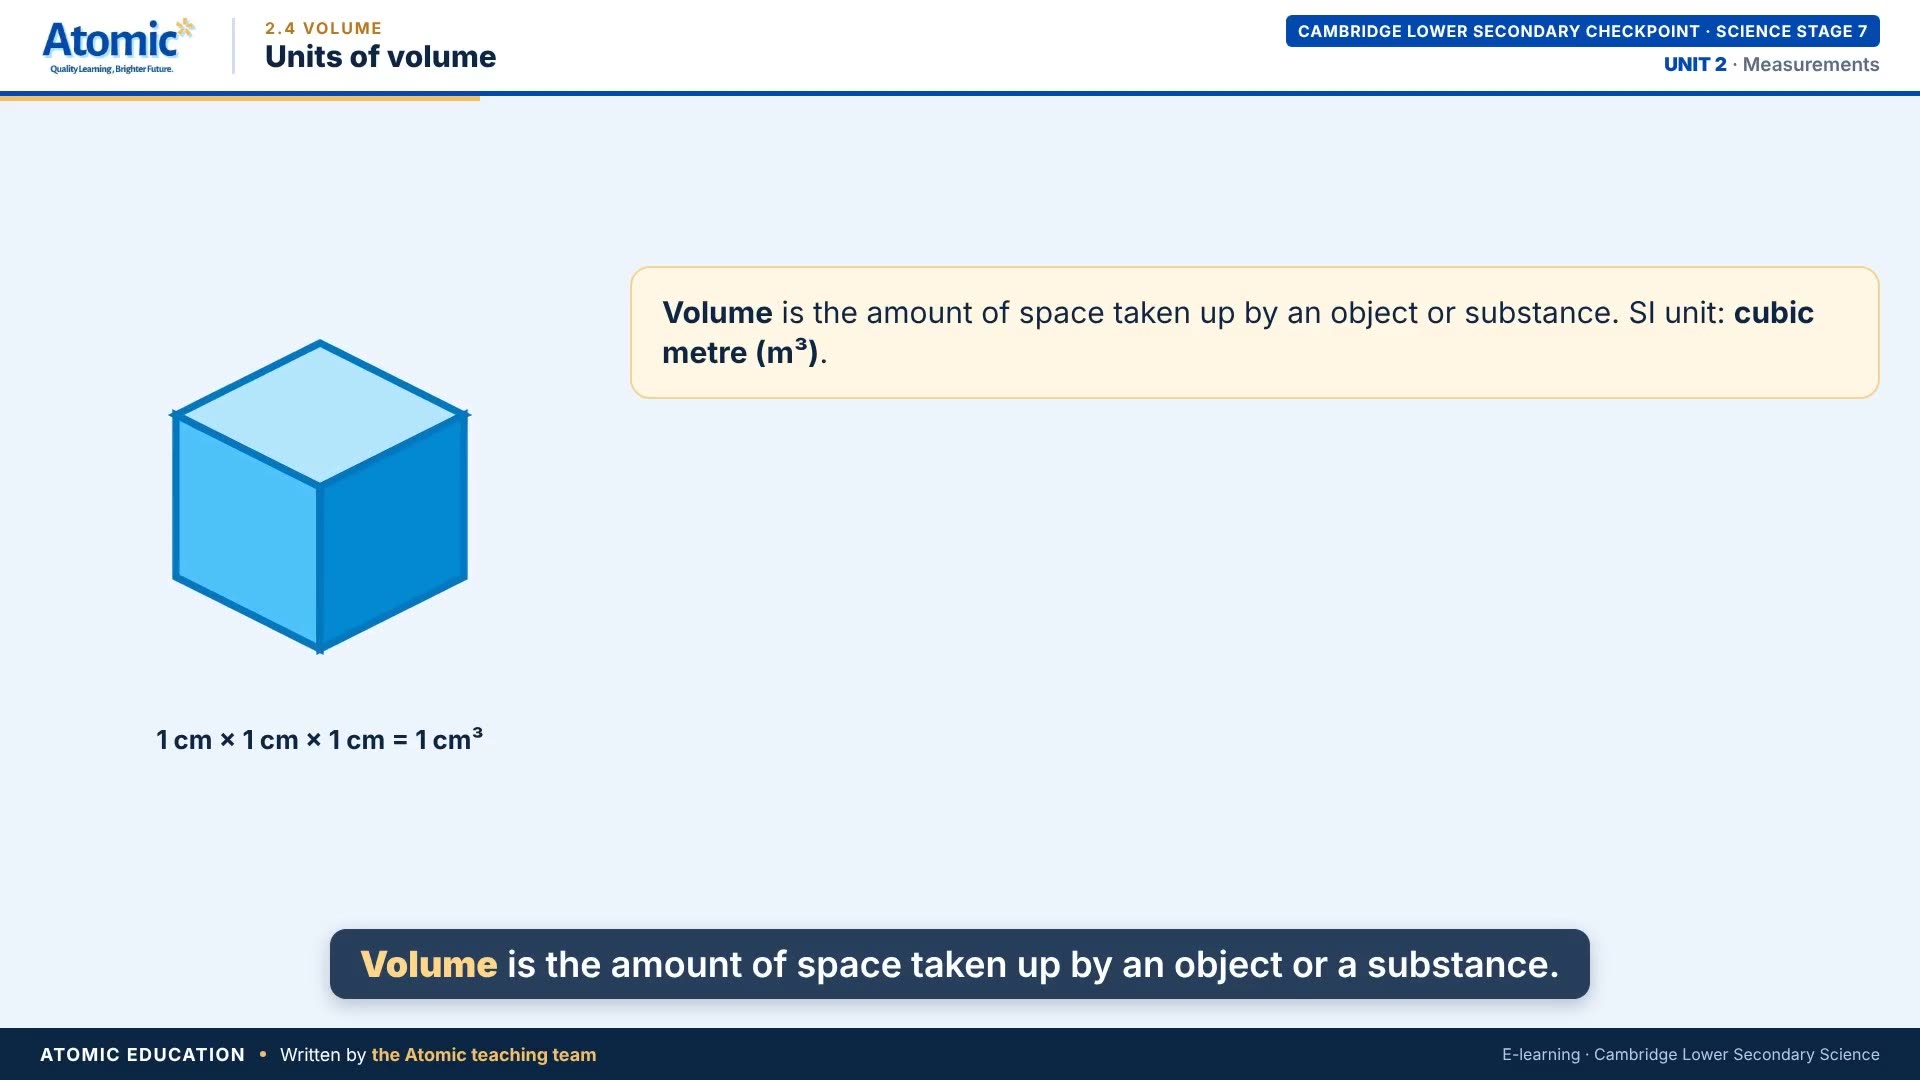 Atomic
Quality Learning, Brighter Future.
2.4 VOLUME
Units of volume
CAMBRIDGE LOWER SECONDARY CHECKPOINT · SCIENCE STAGE 7
UNIT 2 · Measurements
Volume is the amount of space taken up by an object or substance. SI unit: cubic
metre (m³).
1 cm × 1 cm × 1 cm = 1 cm³
Volume is the amount of space taken up by an object or a substance.
ATOMIC EDUCATION • Written by the Atomic teaching team
E-learning · Cambridge Lower Secondary Science